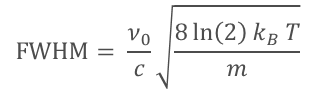 FWHM = ν₀/c √(8 ln(2) k_B T / m)